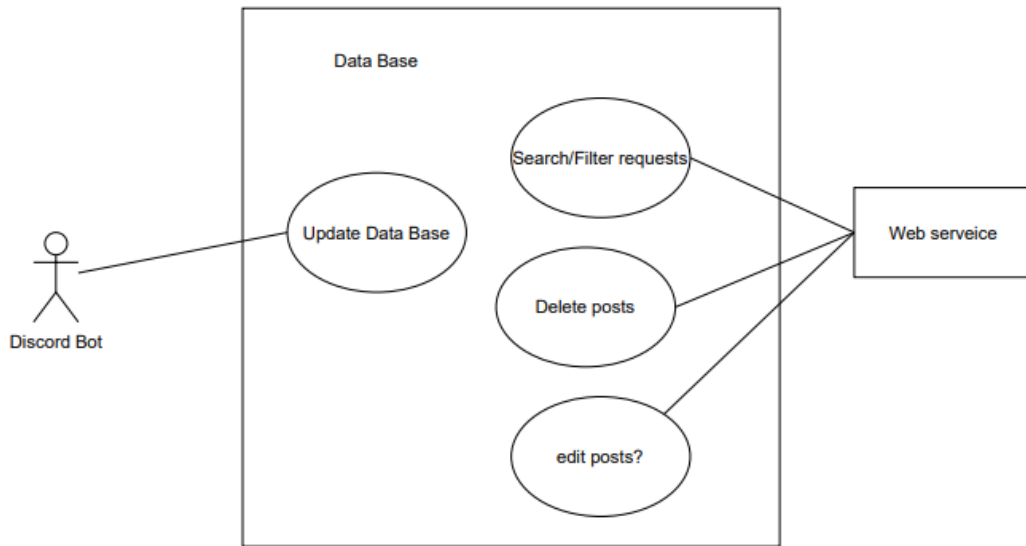 Data Base
Search/Filter requests
Update Data Base
Web serveice
Delete posts
Discord Bot
edit posts?